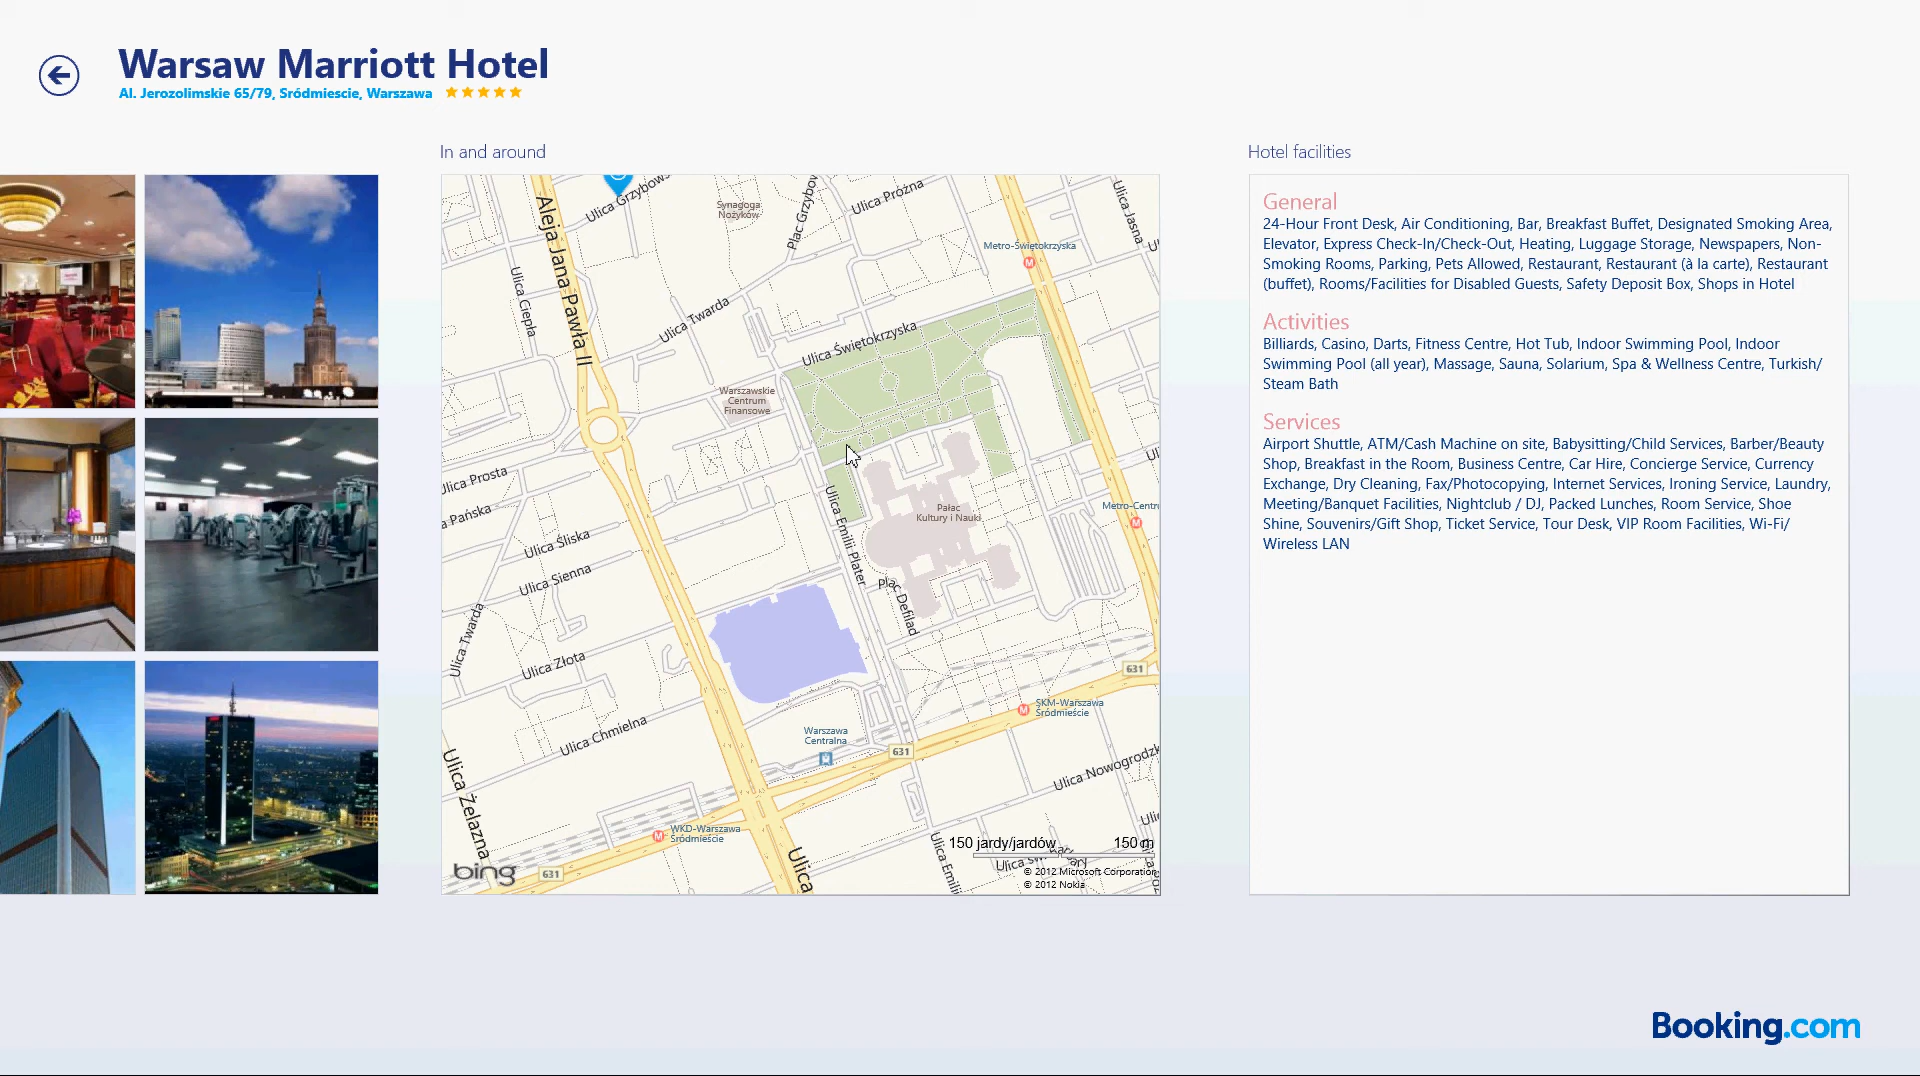 Warsaw Marriott Hotel
Al. Jerozolimskie 65/79, Sródmiescie, Warszawa
In and around
Hotel facilities
Ulica Grzybows
Synagoga
Nożyków
Plac Grzybow
Ulica Próżna
Ulica Jasna
Aleja Jana Pawła II
Metro-Świętokrzyska
Ulica Ciepła
Ulica Twarda
Ulica Świętokrzyska
Warszawskie
Centrum
Finansowe
Ulica Prosta
a Pańska
Ulica Śliska
Ulica Sienna
Ulica Twarda
Ulica Złota
Ulica Chmielna
Ulica Żelazna
Ulica Emilii Plater
Pałac
Kultury i Nauki
Plac Defilad
Metro-Centru
631
SKM-Warszawa
Śródmieście
Warszawa
Centralna
631
Ulica Nowogrodzk
WKD-Warszawa
Śródmieście
631
Ulica
Ulica Emilii
150 jardy/jardów
150 m
bing
© 2012 Microsoft Corporation
© 2012 Nokia
General
24-Hour Front Desk, Air Conditioning, Bar, Breakfast Buffet, Designated Smoking Area,
Elevator, Express Check-In/Check-Out, Heating, Luggage Storage, Newspapers, Non-
Smoking Rooms, Parking, Pets Allowed, Restaurant, Restaurant (à la carte), Restaurant
(buffet), Rooms/Facilities for Disabled Guests, Safety Deposit Box, Shops in Hotel
Activities
Billiards, Casino, Darts, Fitness Centre, Hot Tub, Indoor Swimming Pool, Indoor
Swimming Pool (all year), Massage, Sauna, Solarium, Spa & Wellness Centre, Turkish/
Steam Bath
Services
Airport Shuttle, ATM/Cash Machine on site, Babysitting/Child Services, Barber/Beauty
Shop, Breakfast in the Room, Business Centre, Car Hire, Concierge Service, Currency
Exchange, Dry Cleaning, Fax/Photocopying, Internet Services, Ironing Service, Laundry,
Meeting/Banquet Facilities, Nightclub / DJ, Packed Lunches, Room Service, Shoe
Shine, Souvenirs/Gift Shop, Ticket Service, Tour Desk, VIP Room Facilities, Wi-Fi/
Wireless LAN
Booking.com